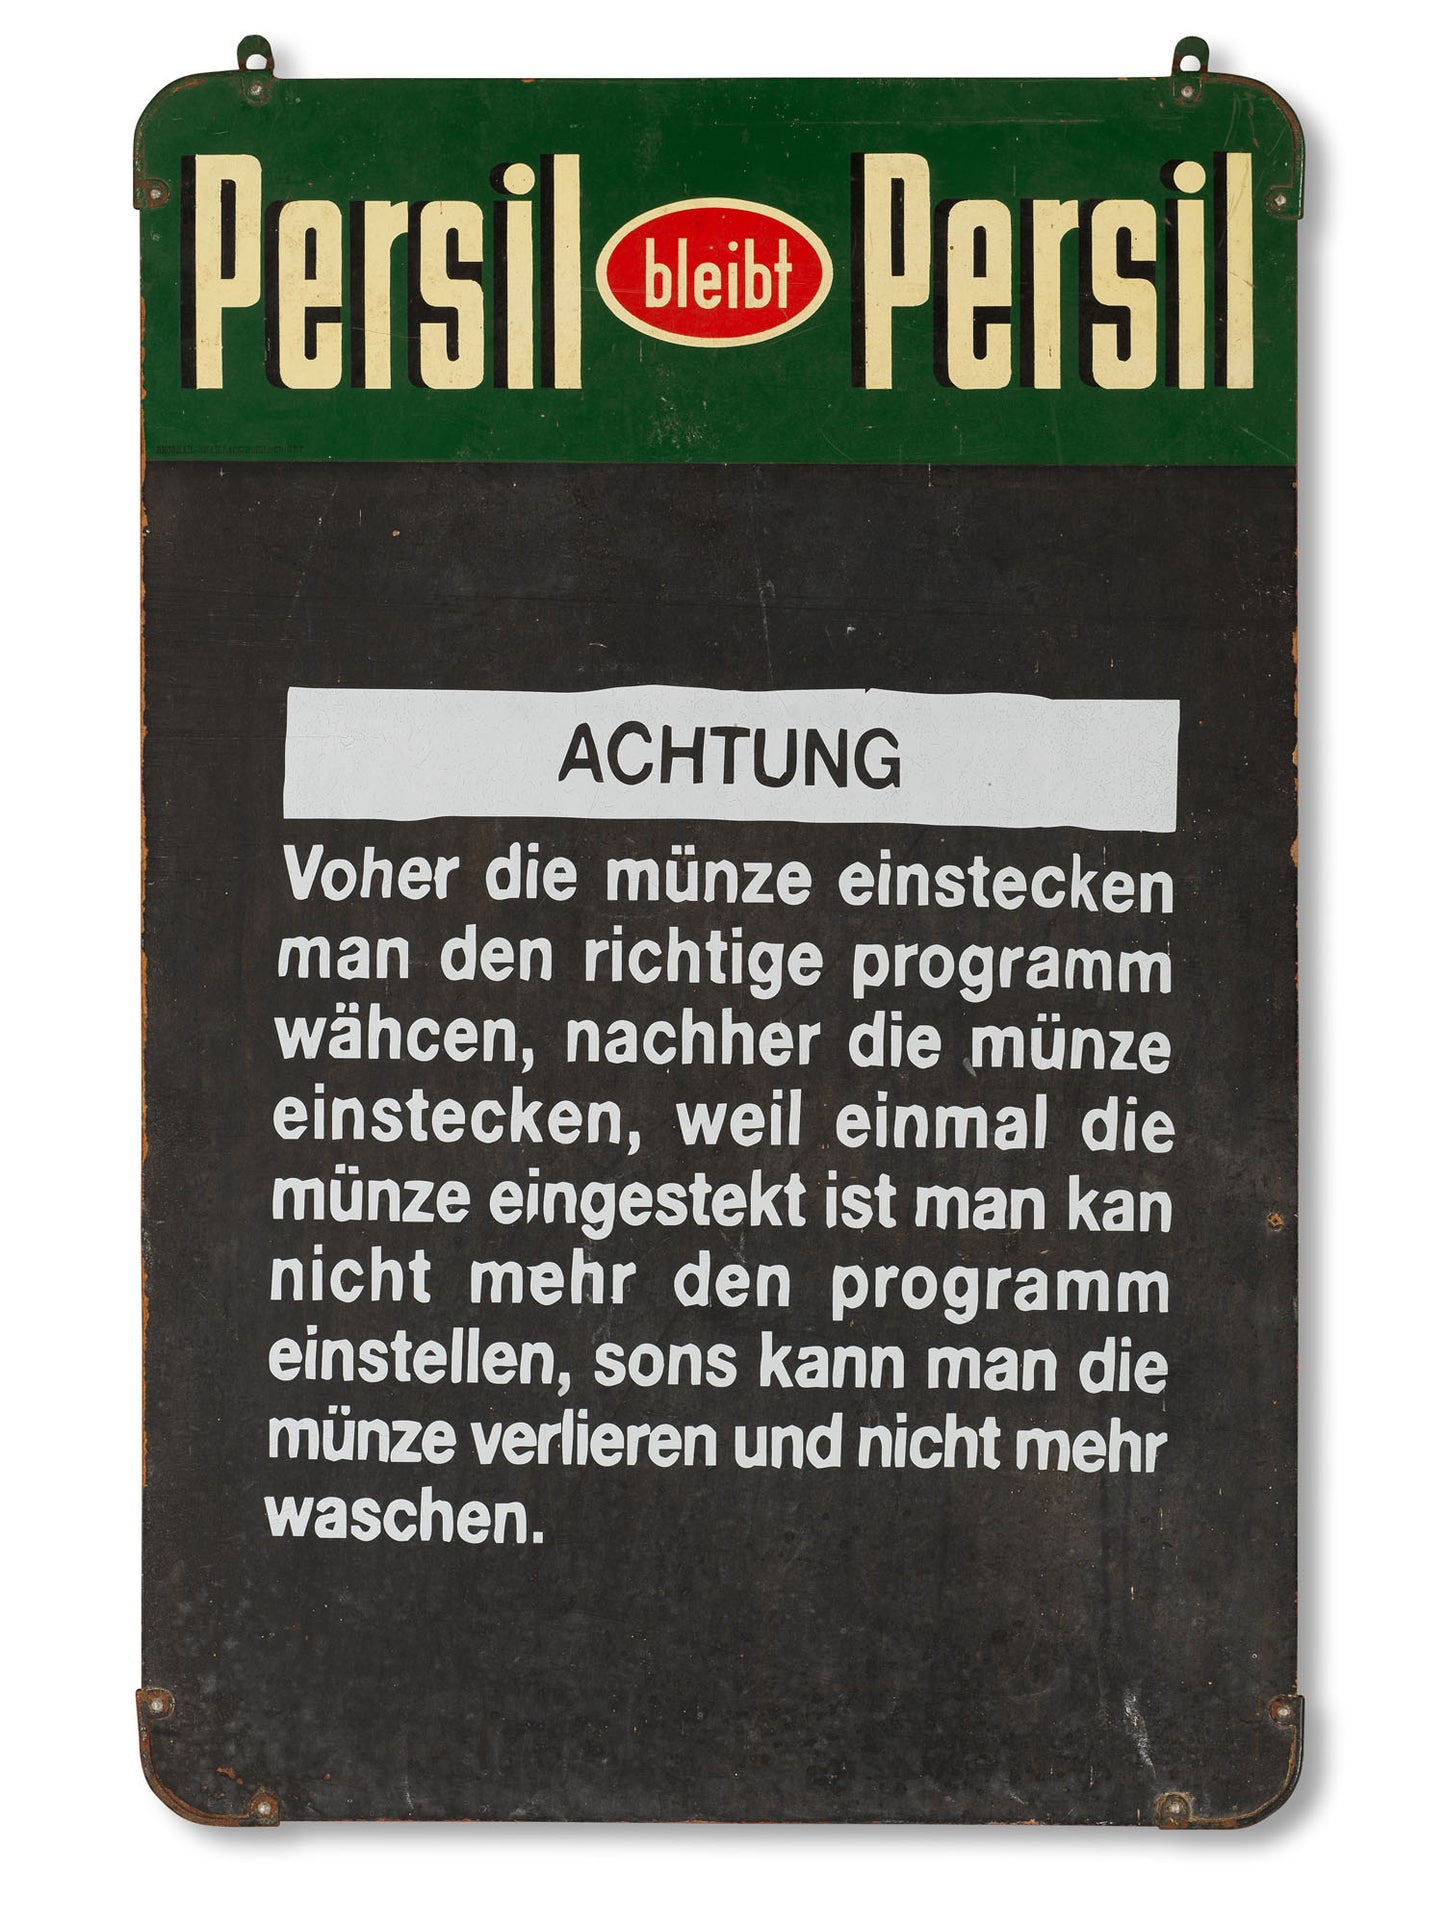 Persil bleibt Persil
ACHTUNG
Voher die münze einstecken
man den richtige programm
wähcen, nachher die münze
einstecken, weil einmal die
münze eingestekt ist man kan
nicht mehr den programm
einstellen, sons kann man die
münze verlieren und nicht mehr
waschen.